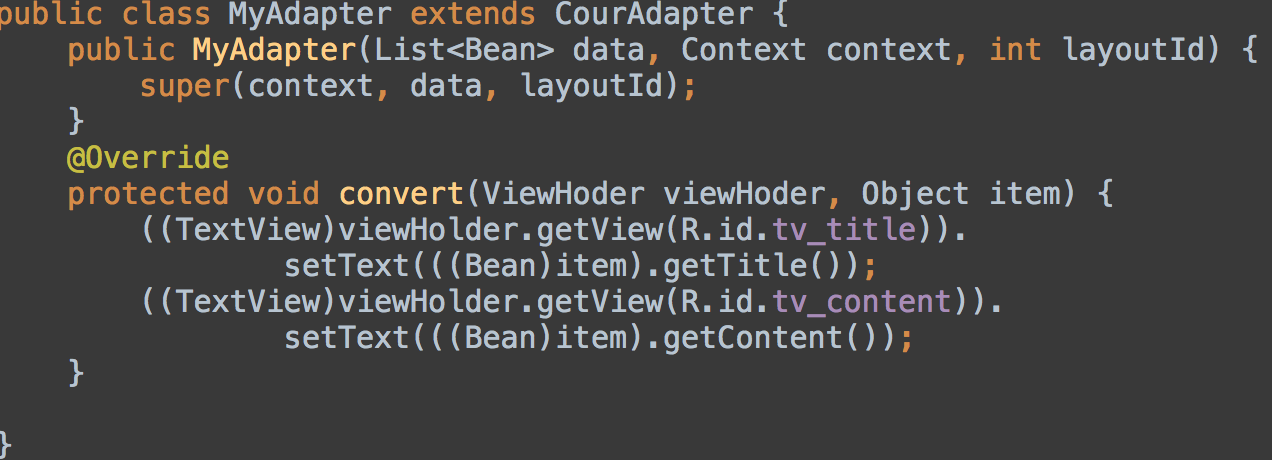 public class MyAdapter extends CourAdapter {
public MyAdapter(List<Bean> data, Context context, int layoutId) {
super(context, data, layoutId);
}
@Override
protected void convert(ViewHoder viewHoder, Object item) {
((TextView)viewHolder.getView(R.id.tv_title)).
setText(((Bean)item).getTitle());
((TextView)viewHolder.getView(R.id.tv_content)).
setText(((Bean)item).getContent());
}
}